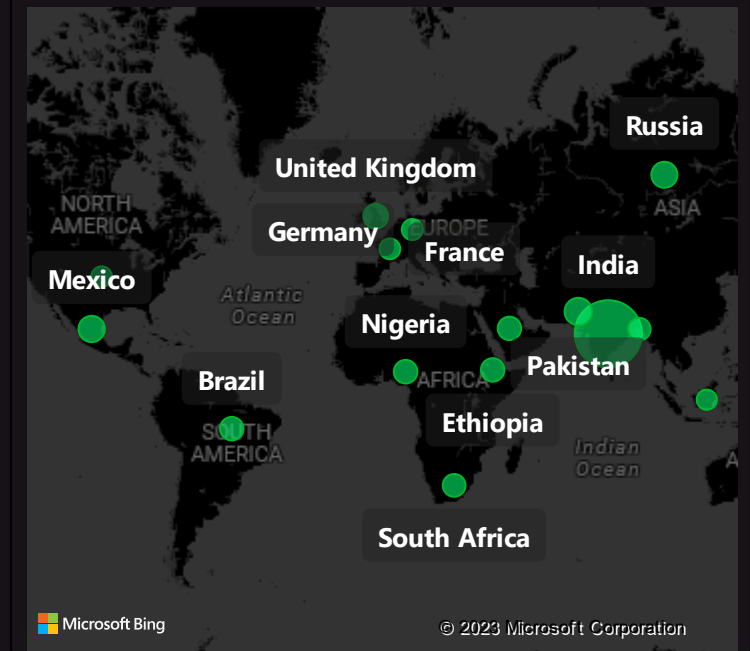 Russia
United Kingdom
NORTH
AMERICA
ASIA
Germany
EUROPE
France
India
Mexico
Atlantic
Ocean
Nigeria
Pakistan
Brazil
AFRICA
Ethiopia
SOUTH
AMERICA
Indian
Ocean
A
South Africa
Microsoft Bing
© 2023 Microsoft Corporation